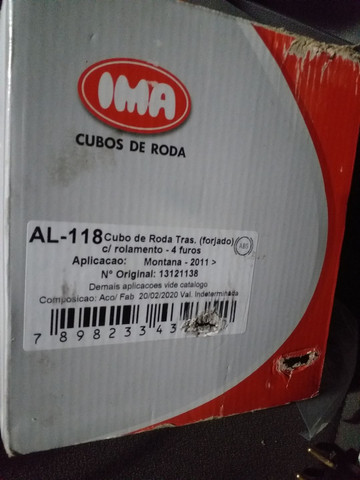 IMA
CUBOS DE RODA
AL-118 Cubo de Roda Tras. (forjado) ABS
c/ rolamento - 4 furos
Aplicacao: Montana - 2011 >
Nº Original: 13121138
Demais aplicacoes vide catalogo
Composicao: Aco/ Fab 20/02/2020 Val. Indeterminada
7 898233 43